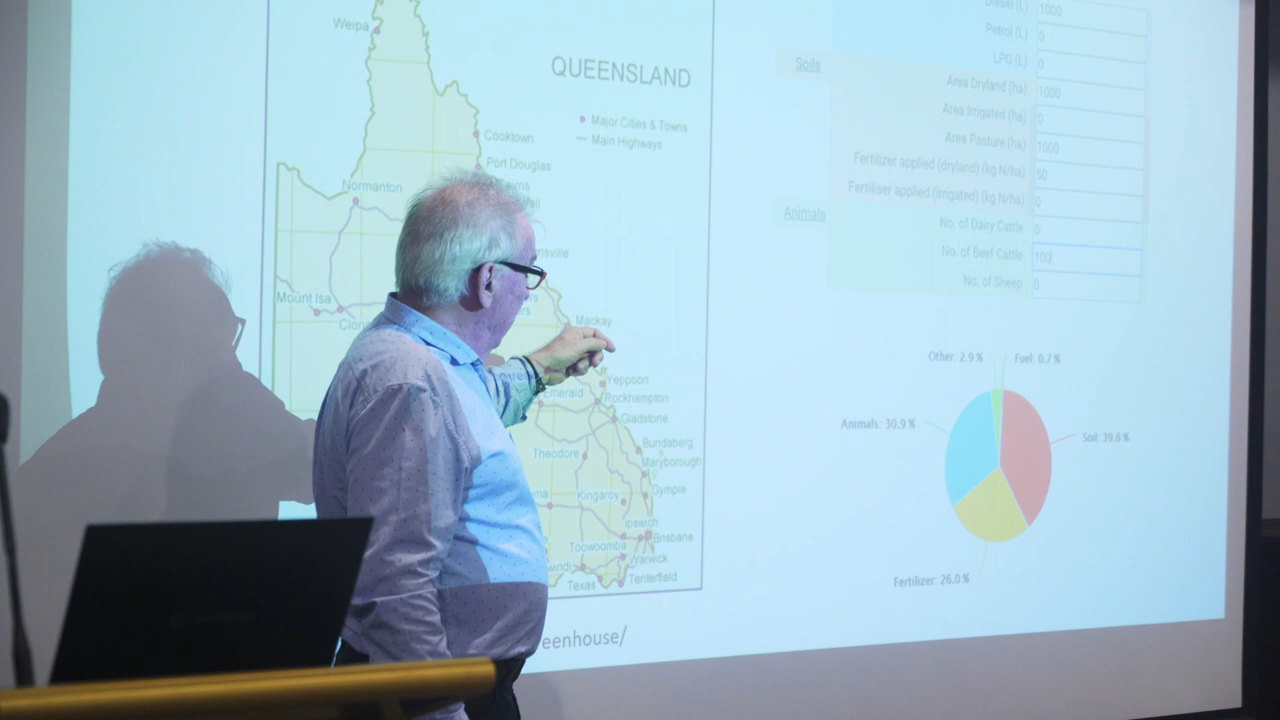 Weipa
QUEENSLAND
Major Cities & Towns
Main Highways
Cooktown
Port Douglas
Cairns
Normanton
Mount Isa
Mackay
Yeppoon
Emerald
Rockhampton
Gladstone
Bundaberg
Theodore
Maryborough
Gympie
Kingaroy
Ipswich
Brisbane
Toowoomba
Warwick
Texas
Tenterfield
eenhouse/
Diesel (L) 1000
Petrol (L) 0
LPG (L) 0
Soils
Area Dryland (ha) 1000
Area Irrigated (ha) 0
Area Pasture (ha) 1000
Fertilizer applied (dryland) (kg N/ha) 50
Fertiliser applied (irrigated) (kg N/ha) 0
Animals
No. of Dairy Cattle 0
No. of Beef Cattle 100
No. of Sheep 0
Other: 2.9 %
Fuel: 0.7 %
Animals: 30.9 %
Soil: 39.6 %
Fertilizer: 26.0 %